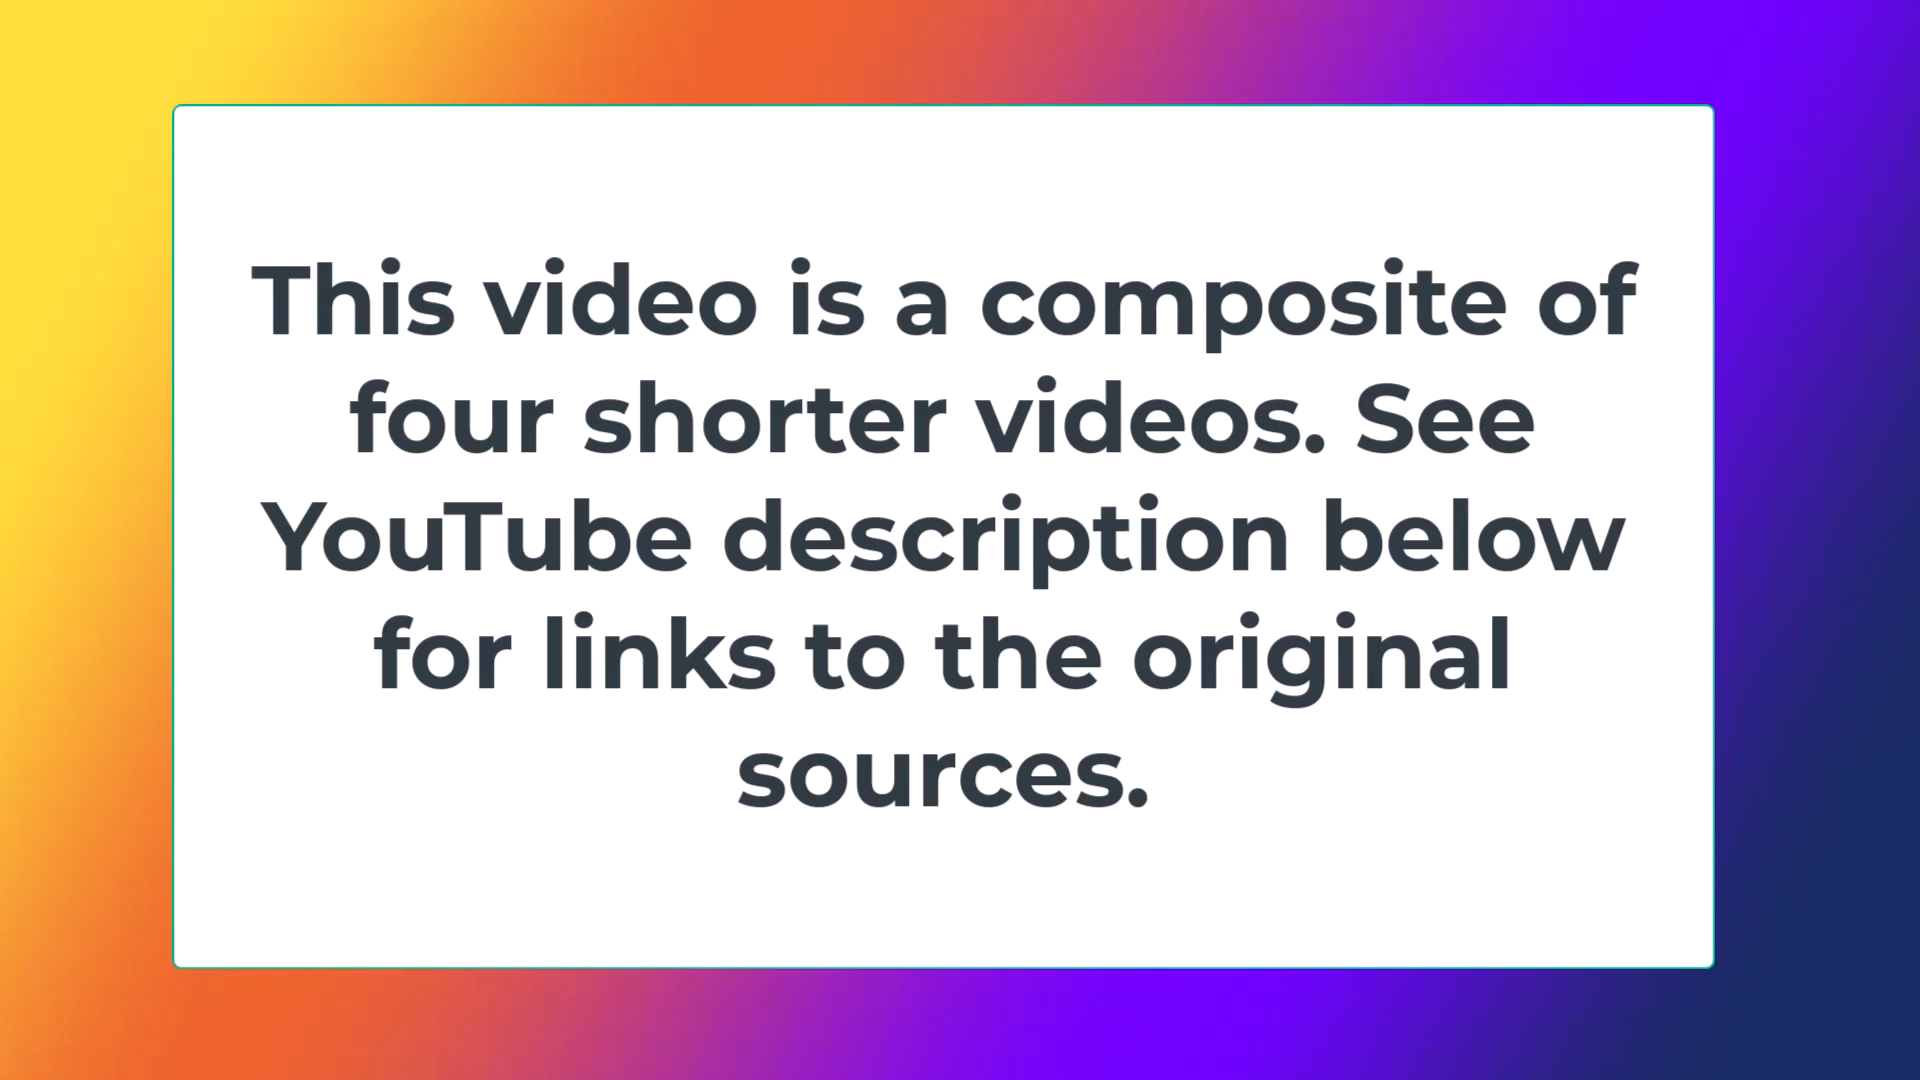 This video is a composite of
four shorter videos. See
YouTube description below
for links to the original
sources.